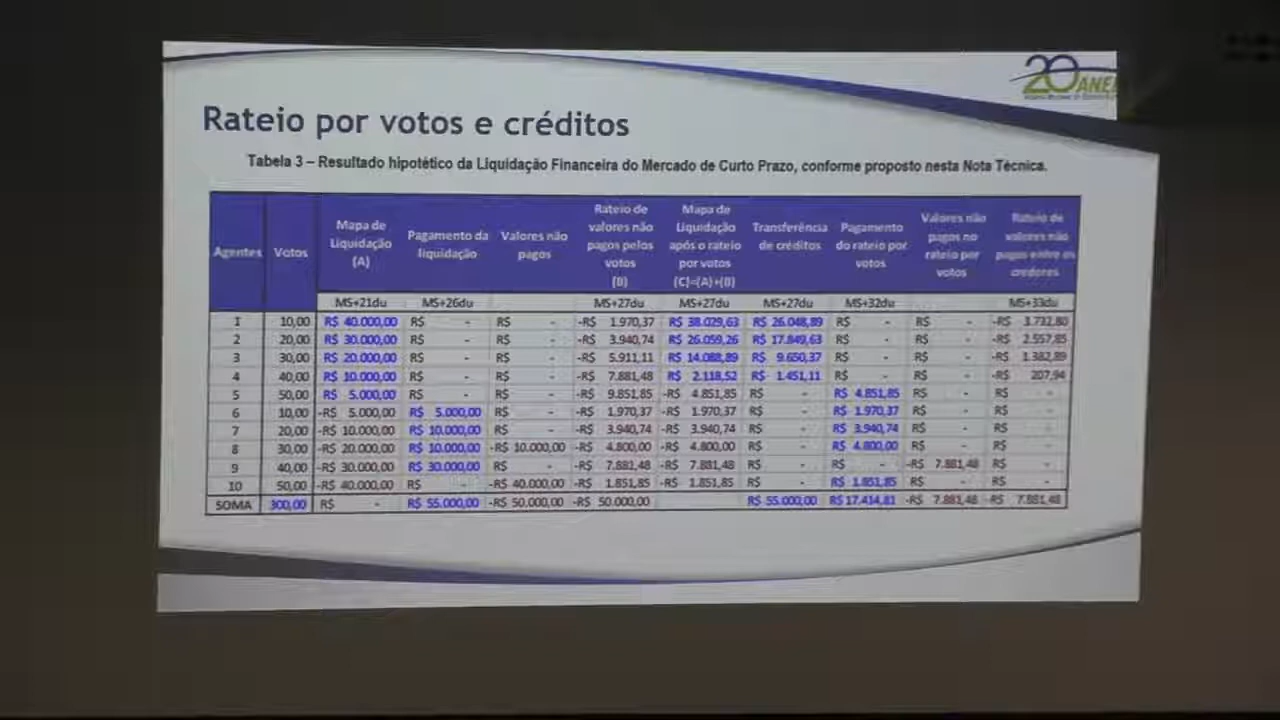 20
ANEEL
Rateio por votos e créditos
Tabela 3 – Resultado hipotético da Liquidação Financeira do Mercado de Curto Prazo, conforme proposto nesta Nota Técnica.
Agentes Votos Mapa de Liquidação (A) Pagamento da liquidação Valores não pagos Rateio de valores não pagos pelos votos (B) Mapa de Liquidação após o rateio por votos (C)=(A)+(B) Transferência de créditos Pagamento do rateio por votos Valores não pagos no rateio por votos Rateio de valores não pagos entre os credores
MS+21du MS+26du MS+27du MS+27du MS+27du MS+32du MS+33du
1 10,00 R$ 40.000,00 R$ - R$ - -R$ 1.970,37 R$ 38.029,63 R$ 26.048,89 R$ - R$ - -R$ 3.732,80
2 20,00 R$ 30.000,00 R$ - R$ - -R$ 3.940,74 R$ 26.059,26 R$ 17.849,63 R$ - R$ - -R$ 2.557,85
3 30,00 R$ 20.000,00 R$ - R$ - -R$ 5.911,11 R$ 14.088,89 R$ 9.650,37 R$ - R$ - -R$ 1.382,89
4 40,00 R$ 10.000,00 R$ - R$ - -R$ 7.881,48 R$ 2.118,52 R$ 1.451,11 R$ - R$ - -R$ 207,94
5 50,00 R$ 5.000,00 R$ - R$ - -R$ 9.851,85 -R$ 4.851,85 R$ - R$ 4.851,85 R$ - R$ -
6 10,00 -R$ 5.000,00 R$ 5.000,00 R$ - -R$ 1.970,37 -R$ 1.970,37 R$ - R$ 1.970,37 R$ - R$ -
7 20,00 -R$ 10.000,00 R$ 10.000,00 R$ - -R$ 3.940,74 -R$ 3.940,74 R$ - R$ 3.940,74 R$ - R$ -
8 30,00 -R$ 20.000,00 R$ 10.000,00 -R$ 10.000,00 -R$ 4.800,00 -R$ 4.800,00 R$ - R$ 4.800,00 R$ - R$ -
9 40,00 -R$ 30.000,00 R$ 30.000,00 R$ - -R$ 7.881,48 -R$ 7.881,48 R$ - R$ - -R$ 7.881,48 R$ -
10 50,00 -R$ 40.000,00 R$ - -R$ 40.000,00 -R$ 1.851,85 -R$ 1.851,85 R$ - R$ 1.851,85 R$ - R$ -
SOMA 300,00 R$ - R$ 55.000,00 -R$ 50.000,00 -R$ 50.000,00 R$ 55.000,00 R$ 17.414,81 -R$ 7.881,48 -R$ 7.881,48